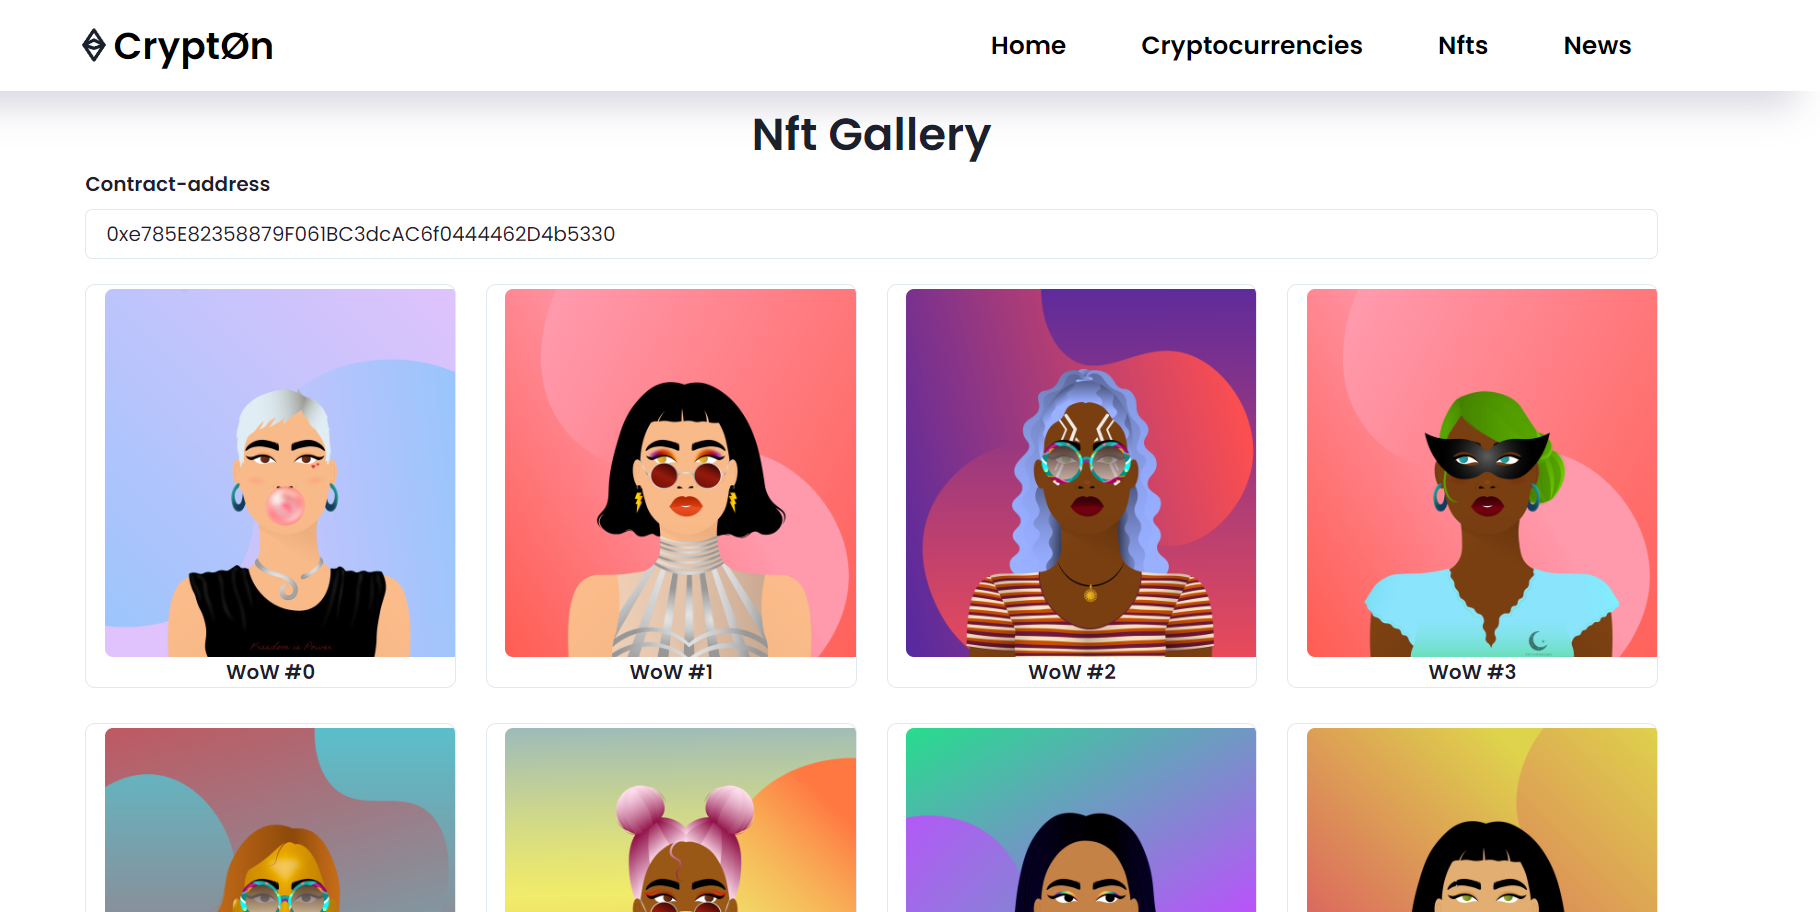 CryptØn
Home Cryptocurrencies Nfts News
Nft Gallery
Contract-address
0xe785E82358879F061BC3dcAC6f0444462D4b5330
Freedom is Power
WoW #0 WoW #1 WoW #2 WoW #3